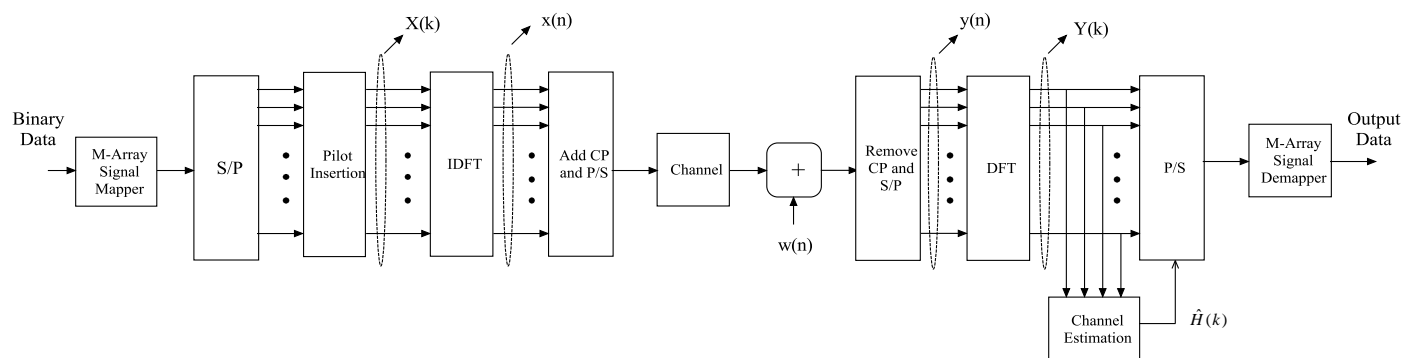 X(k)
x(n)
y(n)
Y(k)
Binary
Data
M-Array
Signal
Mapper
S/P
Pilot
Insertion
IDFT
Add CP
and P/S
Channel
+
w(n)
Remove
CP and
S/P
DFT
P/S
M-Array
Signal
Demapper
Output
Data
Channel
Estimation
Ĥ(k)